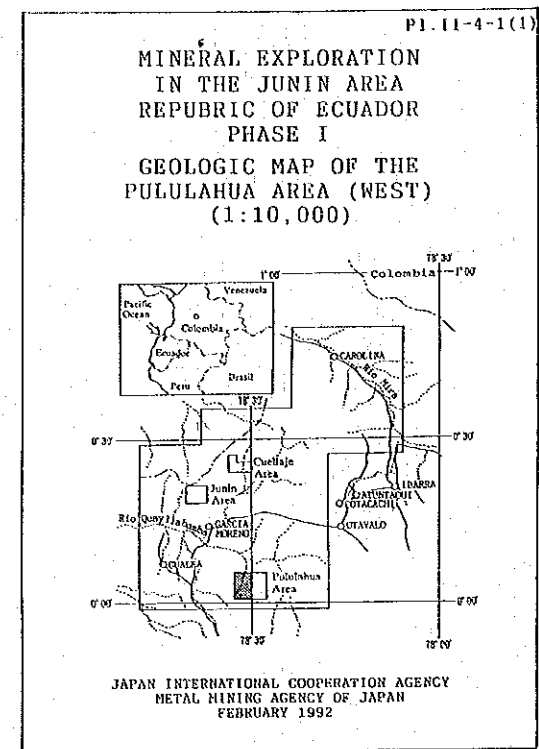 Pl.II-4-1(1)
MINERAL EXPLORATION
IN THE JUNIN AREA
REPUBRIC OF ECUADOR
PHASE I
GEOLOGIC MAP OF THE
PULULAHUA AREA (WEST)
(1:10,000)
78°30'
1°00'
Colombia
1°00'
Venezuela
Pacific
Ocean
Colombia
Ecuador
Peru
Brasil
CAROLINA
Rio Mira
78°30'
0°30'
0°30'
Cuellaje
Area
Junin
Area
IBARRA
ATUNTAQUI
COTACACHI
Rio Guayllabamba
GARCIA
MORENO
OTAVALO
GUALEA
Pululahua
Area
0°00'
0°00'
78°30'
78°00'
JAPAN INTERNATIONAL COOPERATION AGENCY
METAL MINING AGENCY OF JAPAN
FEBRUARY 1992